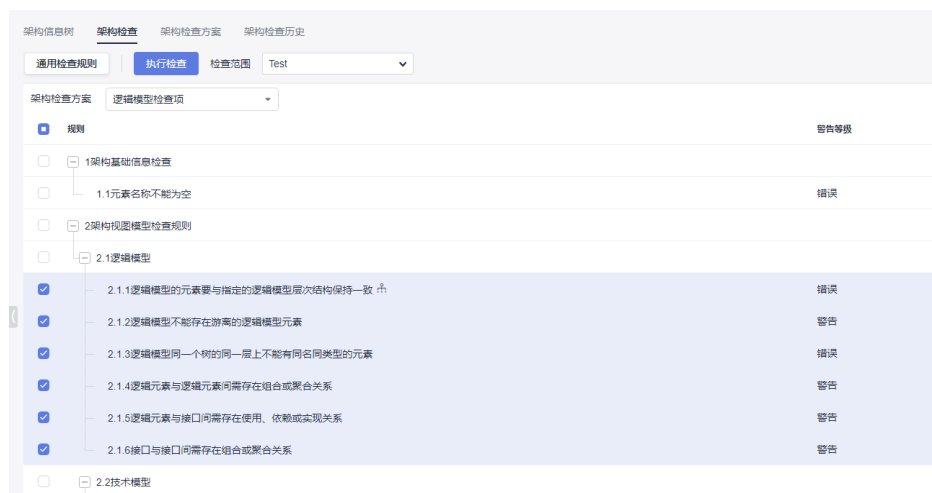 架构信息树 架构检查 架构检查方案 架构检查历史
通用检查规则 执行检查 检查范围 Test
架构检查方案 逻辑模型检查项
规则 警告等级
1架构基础信息检查
1.1元素名称不能为空 错误
2架构视图模型检查规则
2.1逻辑模型
2.1.1逻辑模型的元素要与指定的逻辑模型层次结构保持一致 错误
2.1.2逻辑模型不能存在游离的逻辑模型元素 警告
2.1.3逻辑模型同一个树的同一层上不能有同名同类型的元素 错误
2.1.4逻辑元素与逻辑元素间需存在组合或聚合关系 警告
2.1.5逻辑元素与接口间需存在使用、依赖或实现关系 警告
2.1.6接口与接口间需存在组合或聚合关系 警告
2.2技术模型